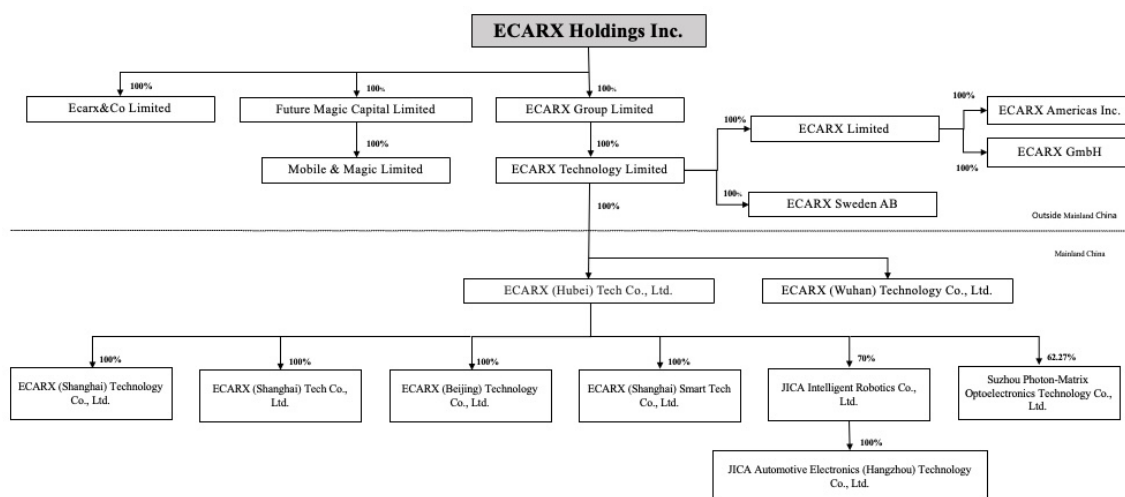 ECARX Holdings Inc.
100%
100%
100%
Ecarx&Co Limited
Future Magic Capital Limited
ECARX Group Limited
100%
ECARX Americas Inc.
100%
100%
100%
ECARX Limited
Mobile & Magic Limited
ECARX Technology Limited
100%
ECARX GmbH
100%
ECARX Sweden AB
100%
Outside Mainland China
Mainland China
ECARX (Hubei) Tech Co., Ltd.
ECARX (Wuhan) Technology Co., Ltd.
100%
100%
100%
100%
70%
62.27%
ECARX (Shanghai) Technology
Co., Ltd.
ECARX (Shanghai) Tech Co.,
Ltd.
ECARX (Beijing) Technology
Co., Ltd.
ECARX (Shanghai) Smart Tech
Co., Ltd.
JICA Intelligent Robotics Co.,
Ltd.
Suzhou Photon-Matrix
Optoelectronics Technology Co.,
Ltd.
100%
JICA Automotive Electronics (Hangzhou) Technology
Co., Ltd.